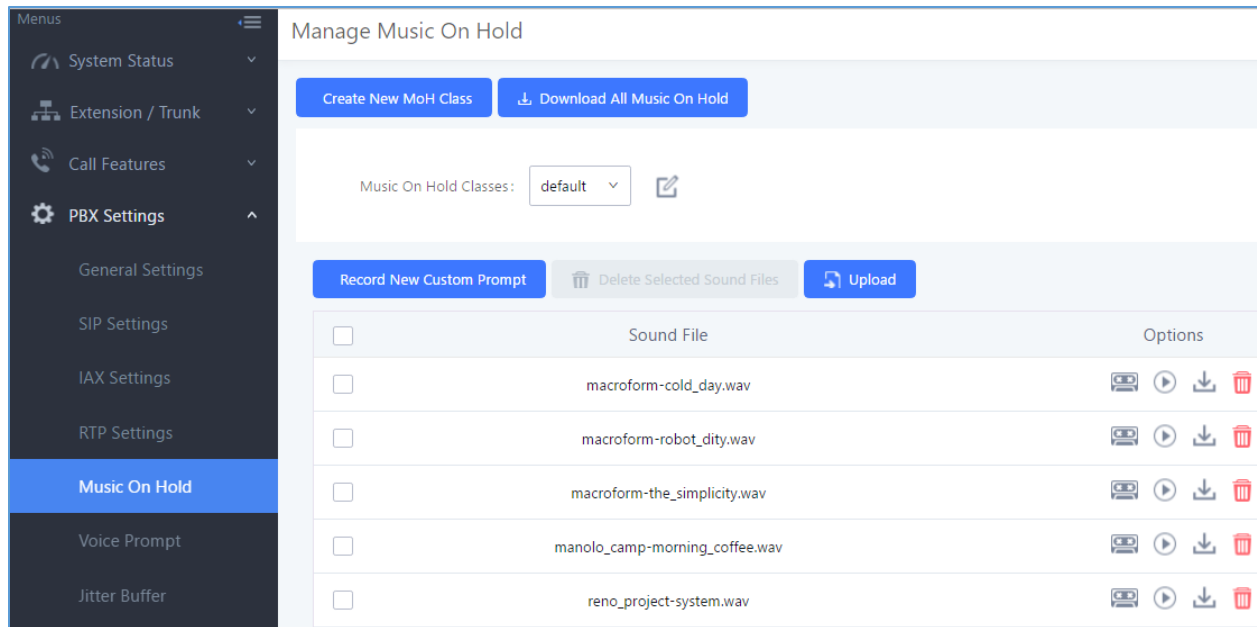 Menus
System Status
Extension / Trunk
Call Features
PBX Settings
General Settings
SIP Settings
IAX Settings
RTP Settings
Music On Hold
Voice Prompt
Jitter Buffer
Manage Music On Hold
Create New MoH Class
Download All Music On Hold
Music On Hold Classes:
default
Record New Custom Prompt
Delete Selected Sound Files
Upload
Sound File
Options
macroform-cold_day.wav
macroform-robot_dity.wav
macroform-the_simplicity.wav
manolo_camp-morning_coffee.wav
reno_project-system.wav